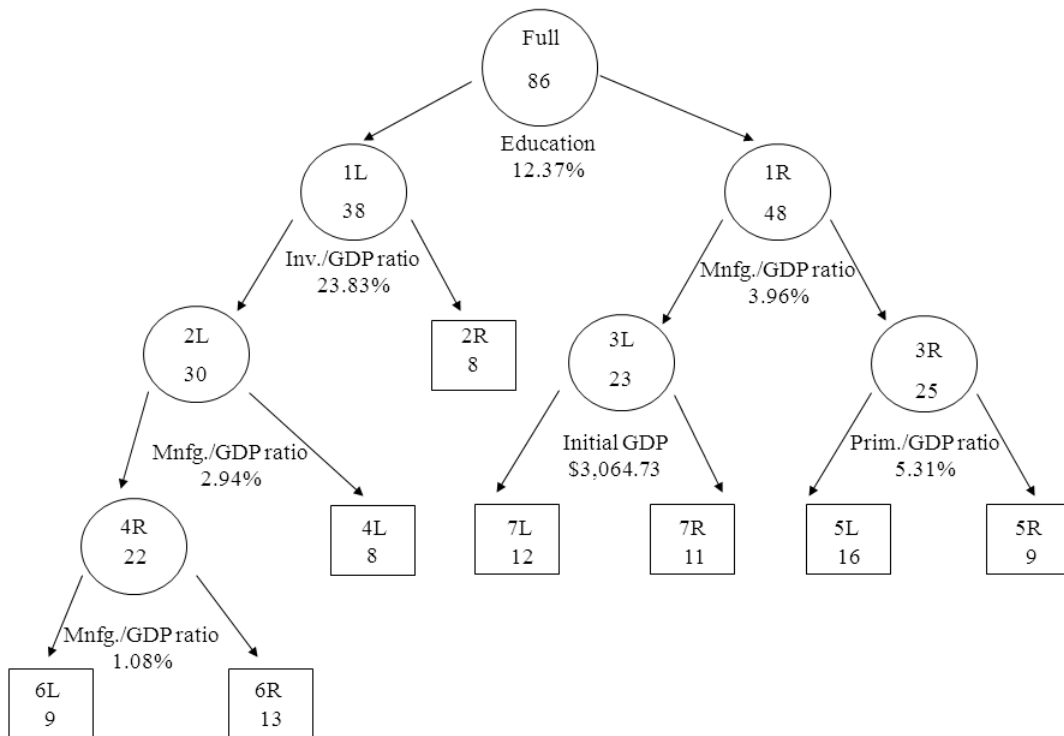 Full
86
Education
12.37%
1L
38
1R
48
Inv./GDP ratio
23.83%
Mnfg./GDP ratio
3.96%
2L
30
2R
8
3L
23
3R
25
Mnfg./GDP ratio
2.94%
Initial GDP
$3,064.73
Prim./GDP ratio
5.31%
4R
22
4L
8
7L
12
7R
11
5L
16
5R
9
Mnfg./GDP ratio
1.08%
6L
9
6R
13